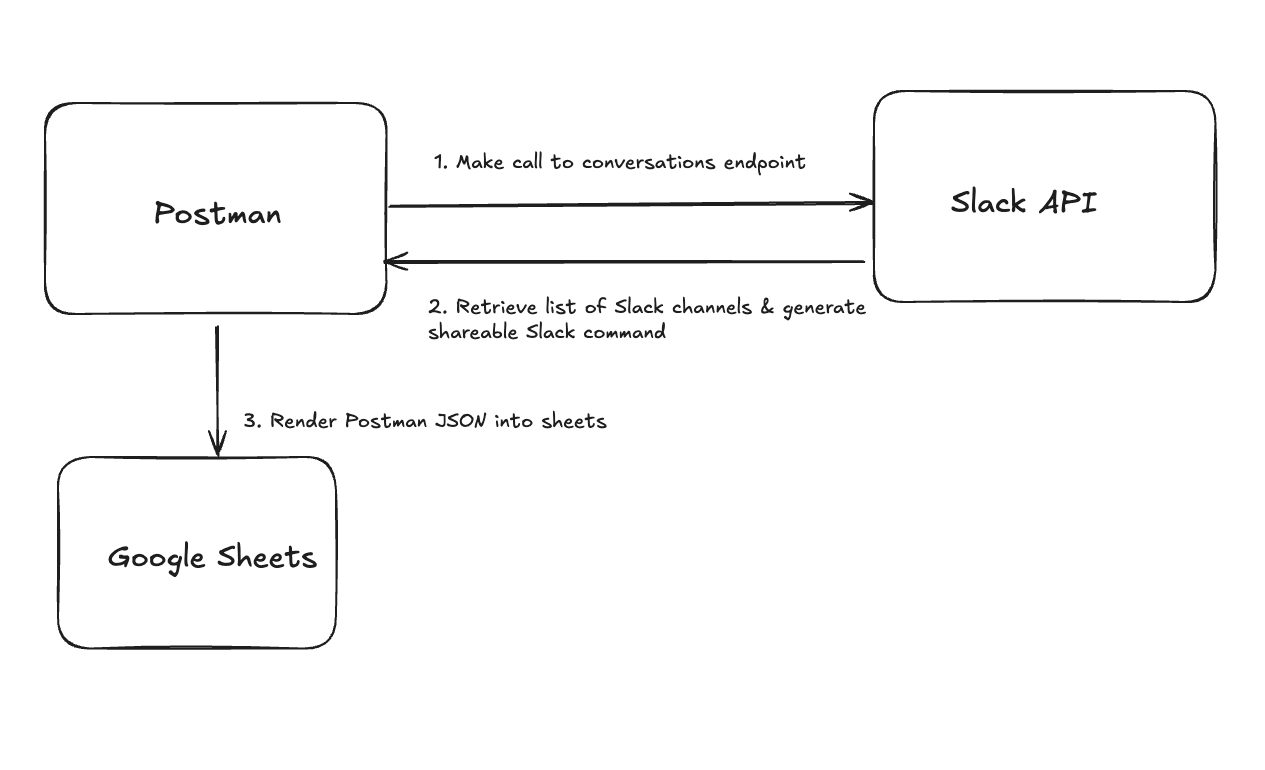 Postman
1. Make call to conversations endpoint
Slack API
2. Retrieve list of Slack channels & generate
shareable Slack command
3. Render Postman JSON into sheets
Google Sheets